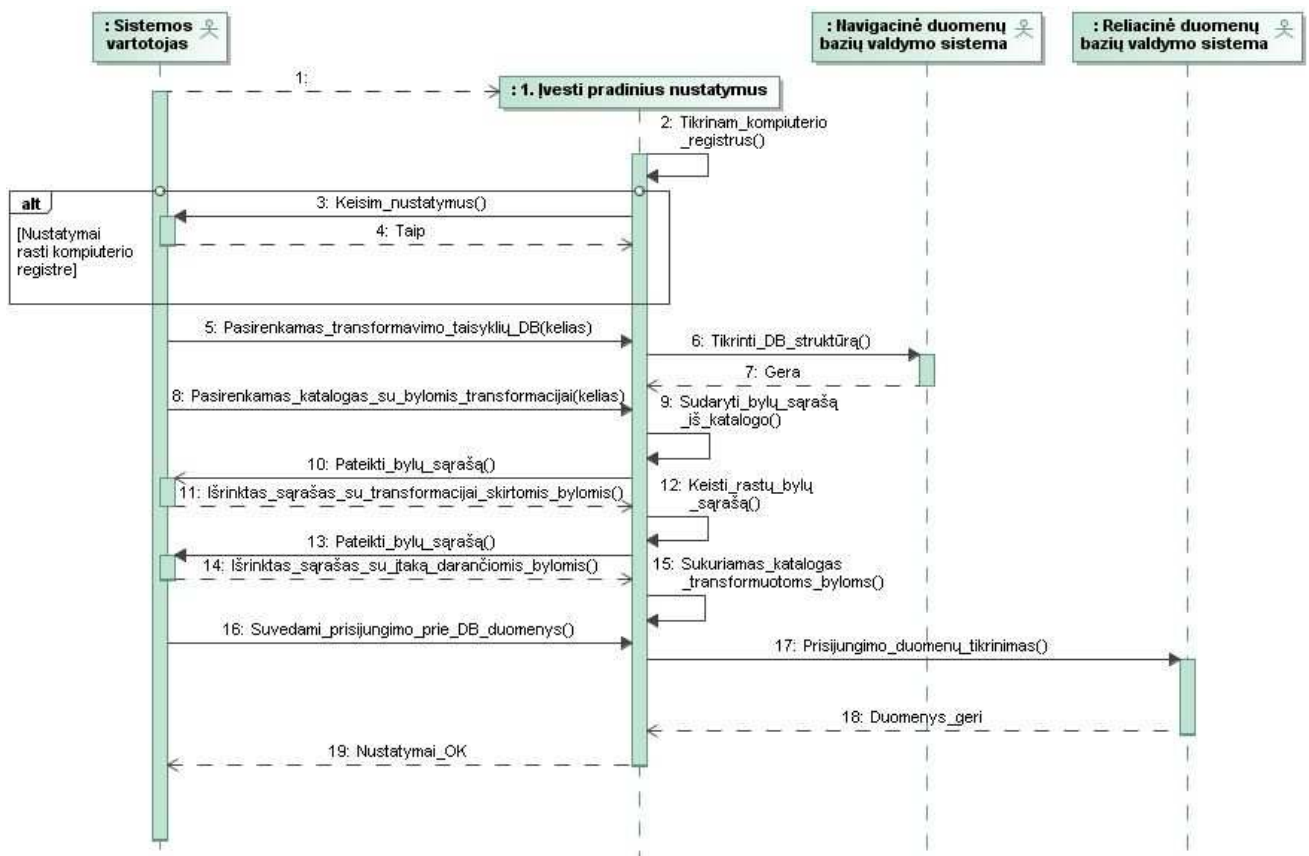 : Sistemos
vartotojas
: Navigacinė duomenų
bazių valdymo sistema
: Reliacinė duomenų
bazių valdymo sistema
1:
: 1. Įvesti pradinius nustatymus
2: Tikrinam_kompiuterio
_registrus()
alt
3: Keisim_nustatymus()
[Nustatymai
rasti kompiuterio
registre]
4: Taip
5: Pasirenkamas_transformavimo_taisyklių_DB(kelias)
6: Tikrinti_DB_struktūrą()
7: Gera
8: Pasirenkamas_katalogas_su_bylomis_transformacijai(kelias)
9: Sudaryti_bylų_sąrašą
_iš_katalogo()
10: Pateikti_bylų_sąrašą()
11: Išrinktas_sąrašas_su_transformacijai_skirtomis_bylomis()
12: Keisti_rastų_bylų
_sąrašą()
13: Pateikti_bylų_sąrašą()
14: Išrinktas_sąrašas_su_įtaką_darančiomis_bylomis()
15: Sukuriamas_katalogas
_transformuotoms_byloms()
16: Suvedami_prisijungimo_prie_DB_duomenys()
17: Prisijungimo_duomenų_tikrinimas()
18: Duomenys_geri
19: Nustatymai_OK